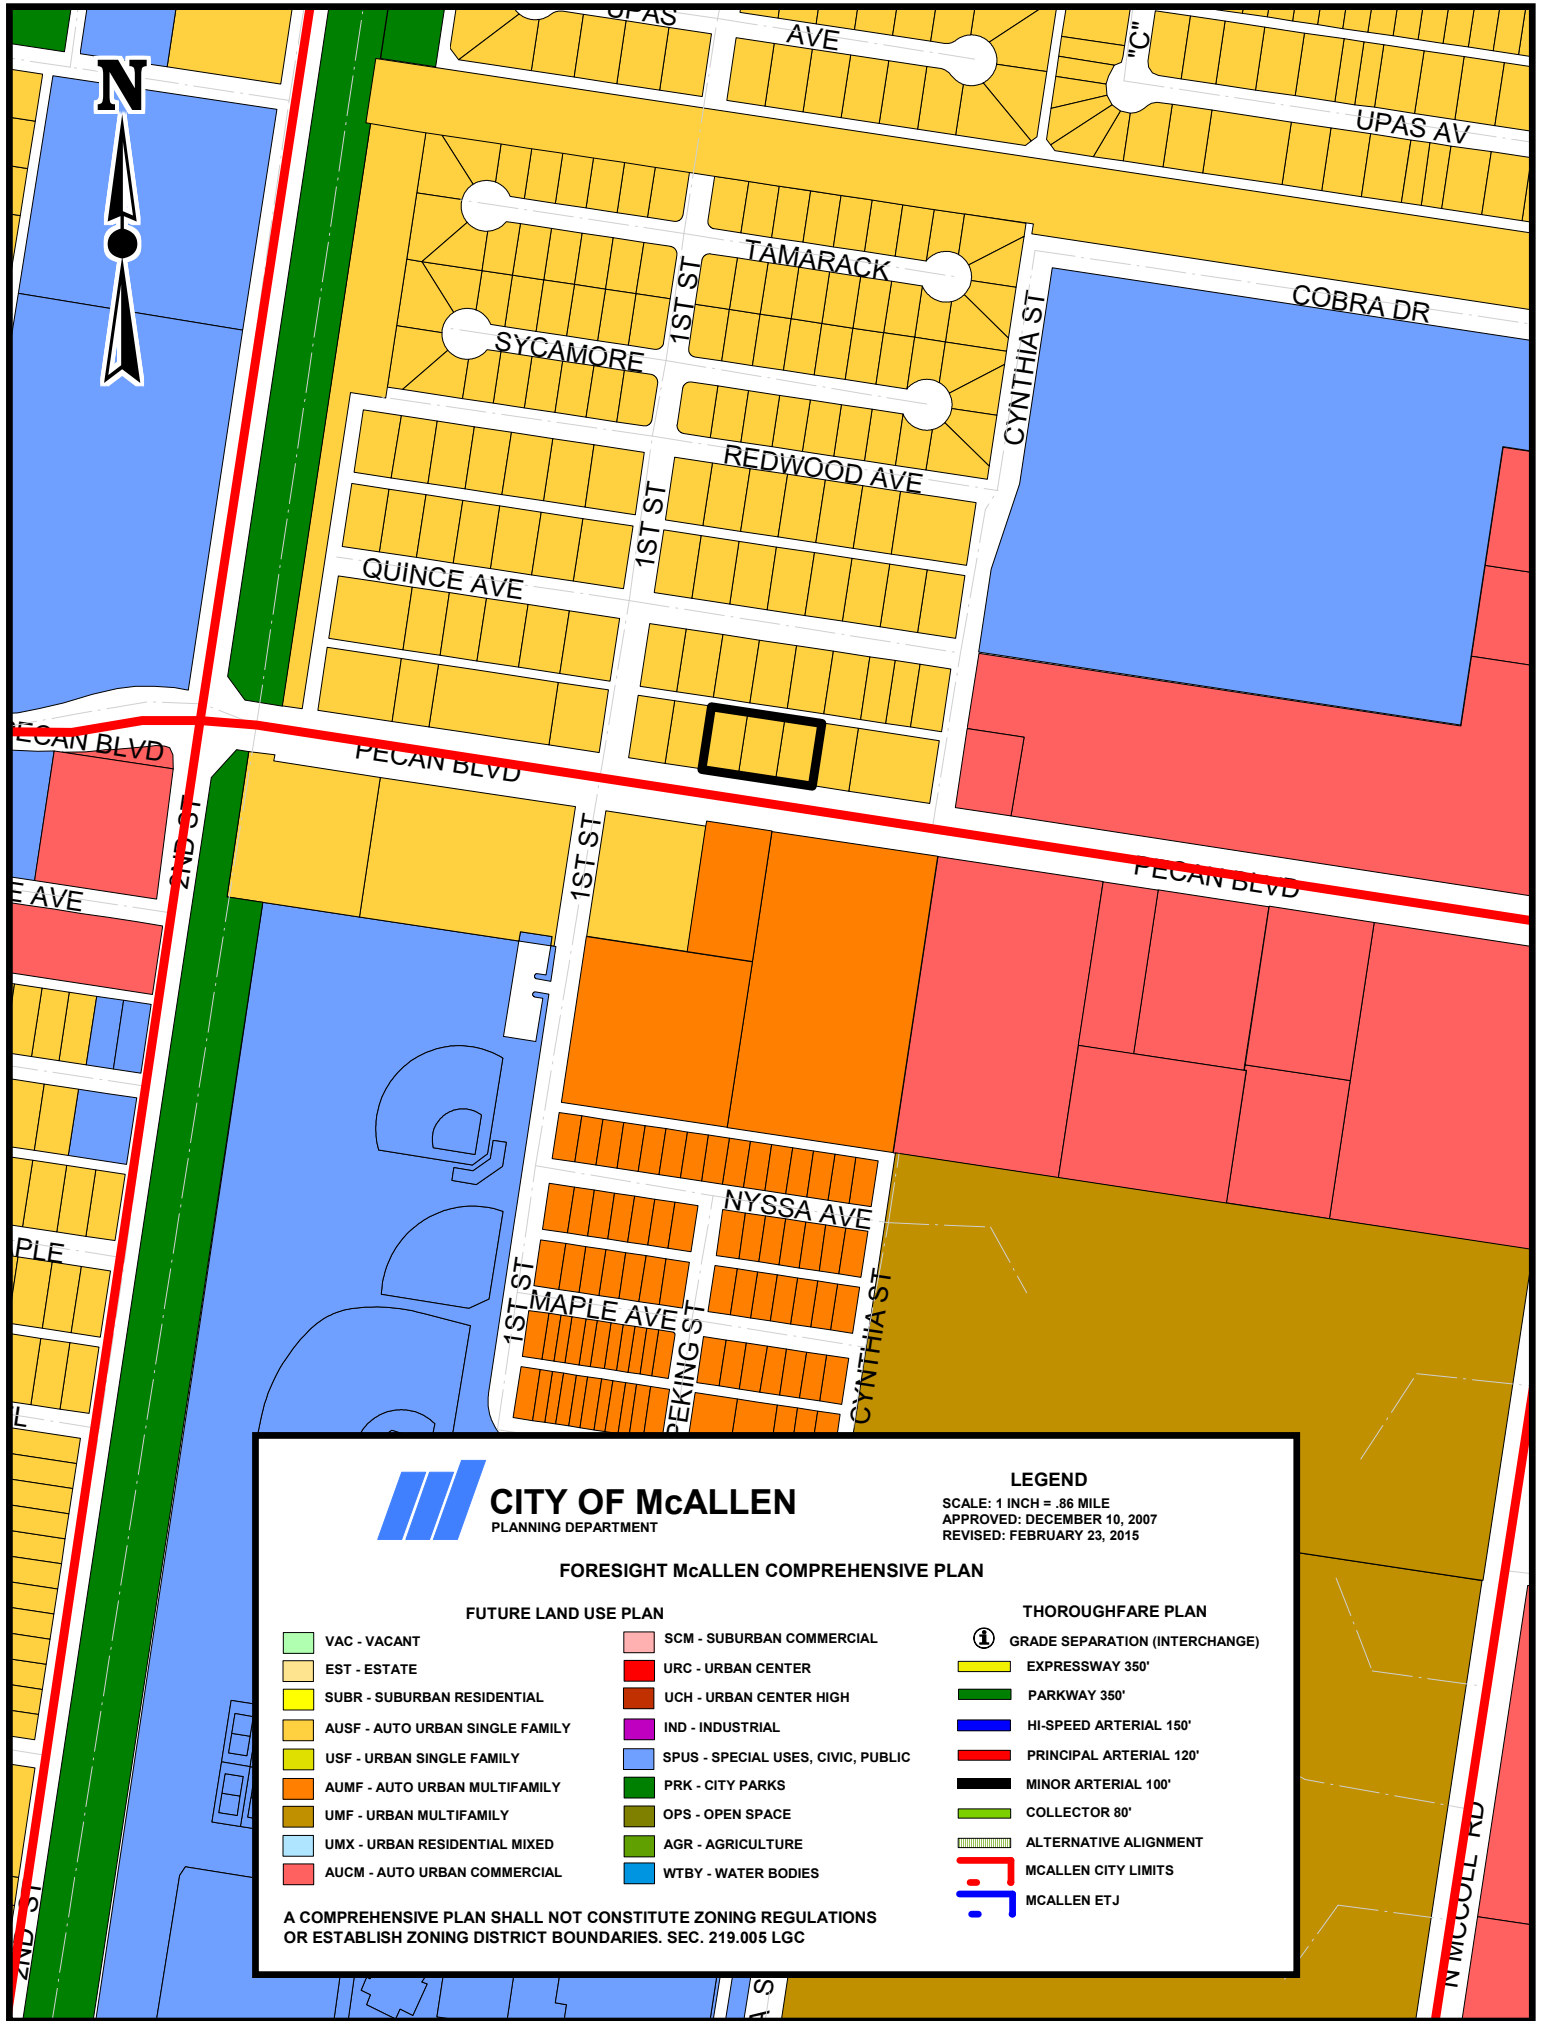 UPAS
AVE
"C"
UPAS AV
N
TAMARACK
1ST ST
COBRA DR
CYNTHIA ST
SYCAMORE
REDWOOD AVE
1ST ST
QUINCE AVE
PECAN BLVD
PECAN BLVD
2ND ST
1ST ST
PECAN BLVD
E AVE
NYSSA AVE
PLE
1ST ST
MAPLE AVE
PEKING ST
CYNTHIA ST
L
CITY OF McALLEN
PLANNING DEPARTMENT
LEGEND
SCALE: 1 INCH = .86 MILE
APPROVED: DECEMBER 10, 2007
REVISED: FEBRUARY 23, 2015
FORESIGHT McALLEN COMPREHENSIVE PLAN
FUTURE LAND USE PLAN
VAC - VACANT
EST - ESTATE
SUBR - SUBURBAN RESIDENTIAL
AUSF - AUTO URBAN SINGLE FAMILY
USF - URBAN SINGLE FAMILY
AUMF - AUTO URBAN MULTIFAMILY
UMF - URBAN MULTIFAMILY
UMX - URBAN RESIDENTIAL MIXED
AUCM - AUTO URBAN COMMERCIAL
SCM - SUBURBAN COMMERCIAL
URC - URBAN CENTER
UCH - URBAN CENTER HIGH
IND - INDUSTRIAL
SPUS - SPECIAL USES, CIVIC, PUBLIC
PRK - CITY PARKS
OPS - OPEN SPACE
AGR - AGRICULTURE
WTBY - WATER BODIES
THOROUGHFARE PLAN
GRADE SEPARATION (INTERCHANGE)
EXPRESSWAY 350'
PARKWAY 350'
HI-SPEED ARTERIAL 150'
PRINCIPAL ARTERIAL 120'
MINOR ARTERIAL 100'
COLLECTOR 80'
ALTERNATIVE ALIGNMENT
MCALLEN CITY LIMITS
MCALLEN ETJ
A COMPREHENSIVE PLAN SHALL NOT CONSTITUTE ZONING REGULATIONS
OR ESTABLISH ZONING DISTRICT BOUNDARIES. SEC. 219.005 LGC
2ND ST
N MCCOLL RD
A S